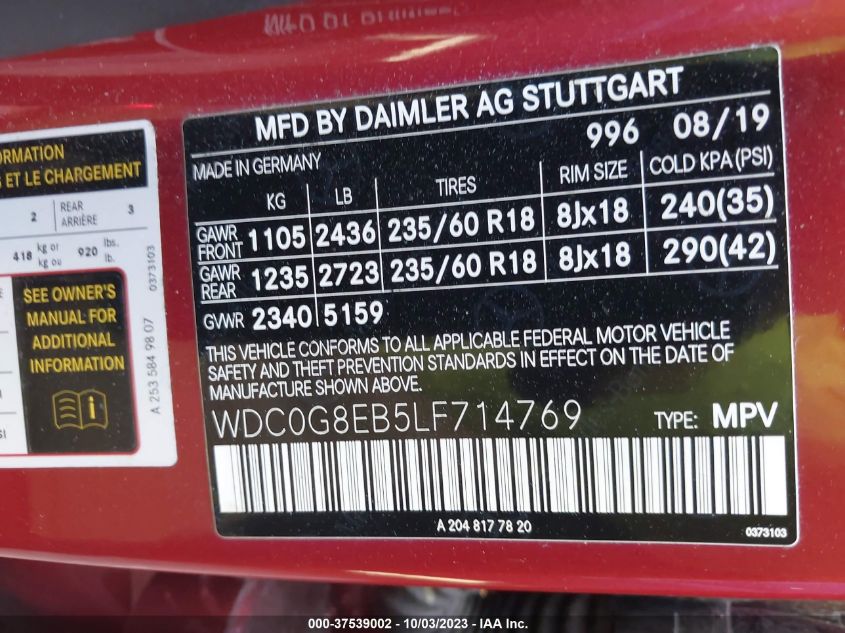 MFD BY DAIMLER AG STUTTGART
996 08/19
MADE IN GERMANY
KG LB TIRES RIM SIZE COLD KPA (PSI)
GAWR FRONT 1105 2436 235/60 R18 8Jx18 240(35)
GAWR REAR 1235 2723 235/60 R18 8Jx18 290(42)
GVWR 2340 5159
THIS VEHICLE CONFORMS TO ALL APPLICABLE FEDERAL MOTOR VEHICLE
SAFETY AND THEFT PREVENTION STANDARDS IN EFFECT ON THE DATE OF
MANUFACTURE SHOWN ABOVE.
WDC0G8EB5LF714769 TYPE: MPV
A 204 817 78 20
0373103
ET LE CHARGEMENT
2 REAR ARRIÈRE 3
418 kg or kg ou 920 lbs. lb.
SEE OWNER'S
MANUAL FOR
ADDITIONAL
INFORMATION
A 253 584 98 07 0373103
000-37539002 - 10/03/2023 - IAA Inc.